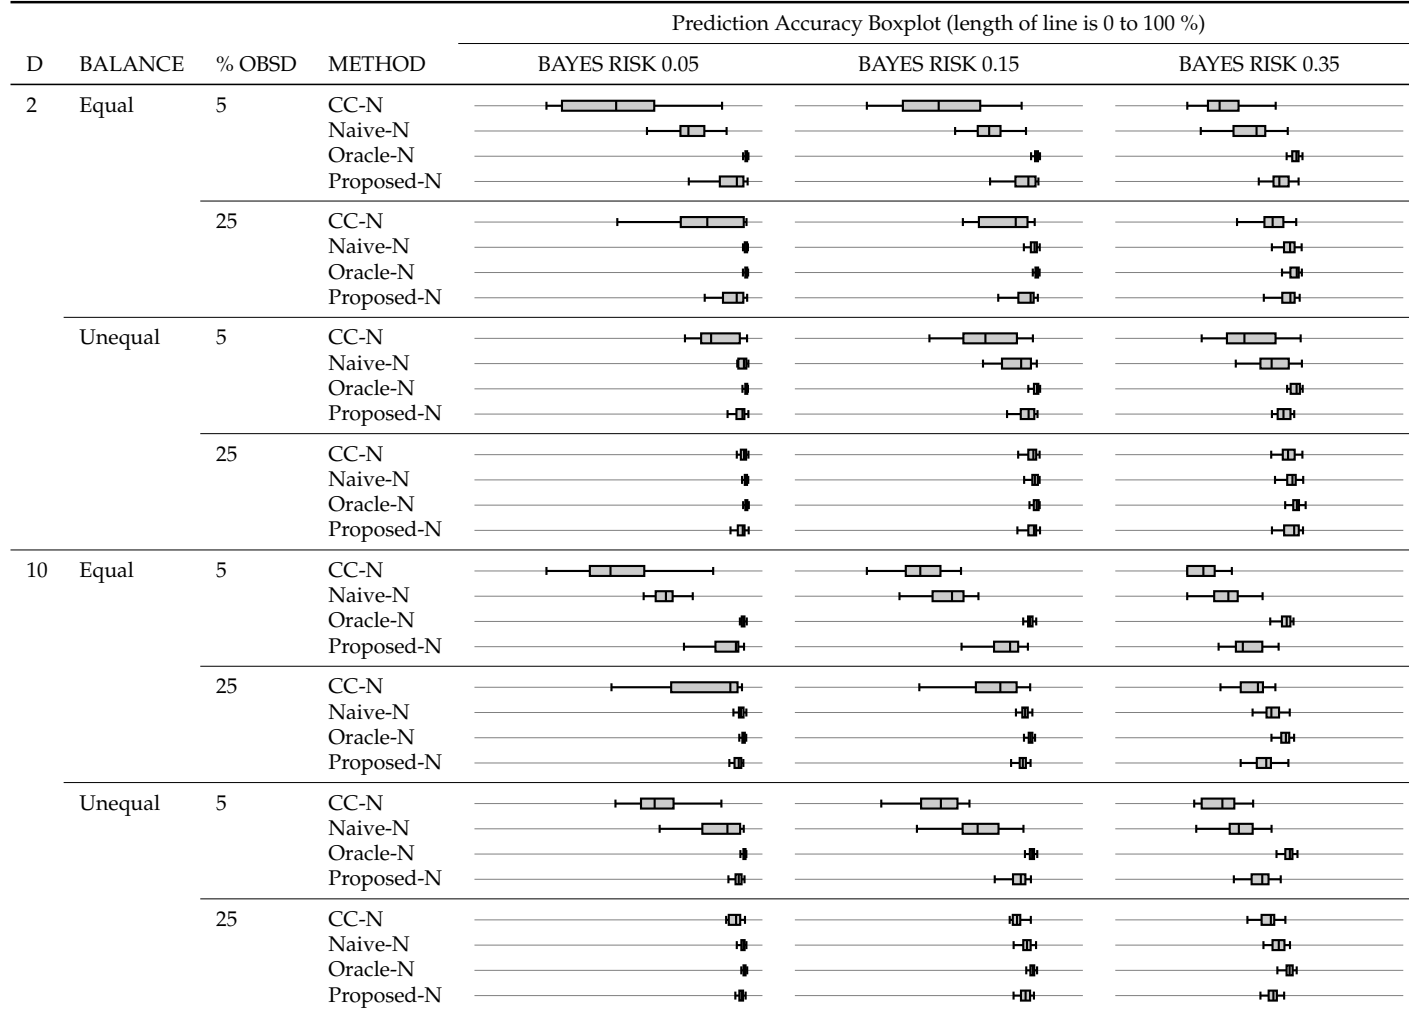 Prediction Accuracy Boxplot (length of line is 0 to 100 %)
D BALANCE % OBSD METHOD BAYES RISK 0.05 BAYES RISK 0.15 BAYES RISK 0.35
2 Equal 5 CC-N
Naive-N
Oracle-N
Proposed-N
25 CC-N
Naive-N
Oracle-N
Proposed-N
Unequal 5 CC-N
Naive-N
Oracle-N
Proposed-N
25 CC-N
Naive-N
Oracle-N
Proposed-N
10 Equal 5 CC-N
Naive-N
Oracle-N
Proposed-N
25 CC-N
Naive-N
Oracle-N
Proposed-N
Unequal 5 CC-N
Naive-N
Oracle-N
Proposed-N
25 CC-N
Naive-N
Oracle-N
Proposed-N